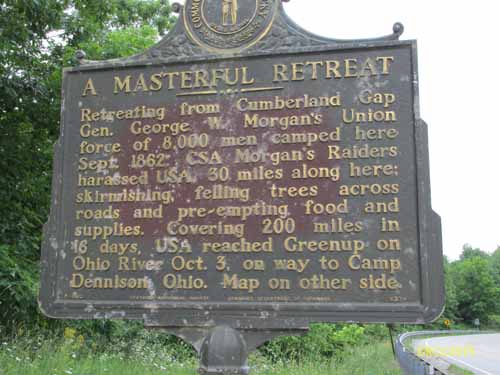 COMMO
A MASTERFUL RETREAT
Retreating from Cumberland Gap
Gen. George W. Morgan's Union
force of 8,000 men camped here
Sept. 1862. CSA Morgan's Raiders
harassed USA, 30 miles along here;
skirmishing, felling trees across
roads and pre-empting food and
supplies. Covering 200 miles in
16 days, USA reached Greenup on
Ohio River Oct. 3, on way to Camp
Dennison, Ohio. Map on other side.